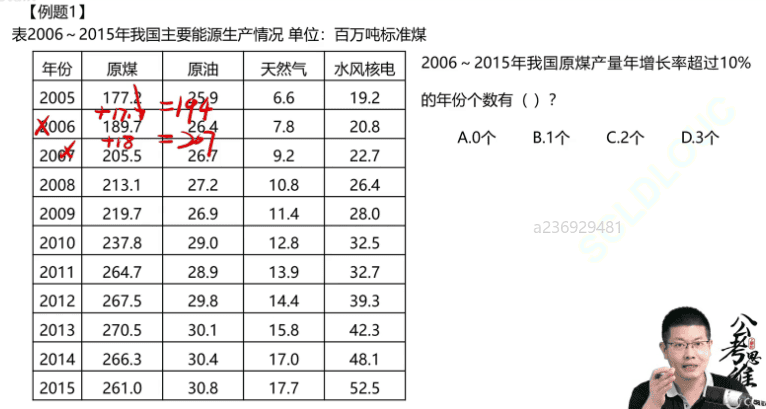 【例题1】
表2006～2015年我国主要能源生产情况 单位：百万吨标准煤
年份 原煤 原油 天然气 水风核电
2005 177.2 25.9 6.6 19.2
+17.7 =194
2006 189.7 26.4 7.8 20.8
+18 =207
2007 205.5 26.7 9.2 22.7
2008 213.1 27.2 10.8 26.4
2009 219.7 26.9 11.4 28.0
2010 237.8 29.0 12.8 32.5
2011 264.7 28.9 13.9 32.7
2012 267.5 29.8 14.4 39.3
2013 270.5 30.1 15.8 42.3
2014 266.3 30.4 17.0 48.1
2015 261.0 30.8 17.7 52.5
2006～2015年我国原煤产量年增长率超过10%
的年份个数有（ ）？
A.0个 B.1个 C.2个 D.3个
a236929481
公考思维